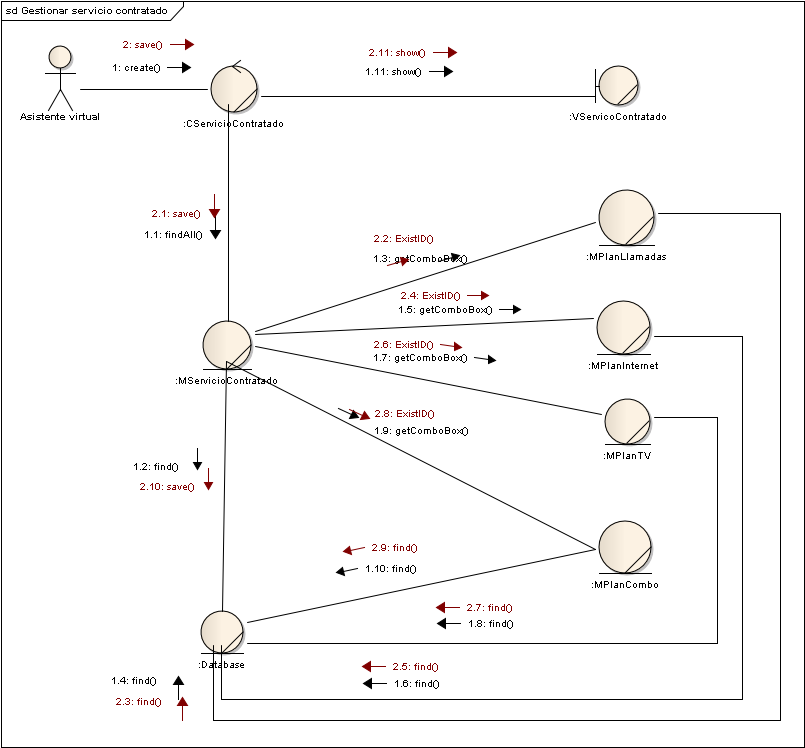 sd Gestionar servicio contratado
2: save()
1: create()
2.11: show()
1.11: show()
Asistente virtual
:CServicioContratado
:VServicoContratado
2.1: save()
1.1: findAll()
2.2: ExistID()
1.3: getComboBox()
:MPlanLlamadas
2.4: ExistID()
1.5: getComboBox()
2.6: ExistID()
1.7: getComboBox()
:MPlanInternet
:MServicioContratado
2.8: ExistID()
1.9: getComboBox()
:MPlanTV
1.2: find()
2.10: save()
2.9: find()
1.10: find()
:MPlanCombo
2.7: find()
1.8: find()
:Database
2.5: find()
1.6: find()
1.4: find()
2.3: find()